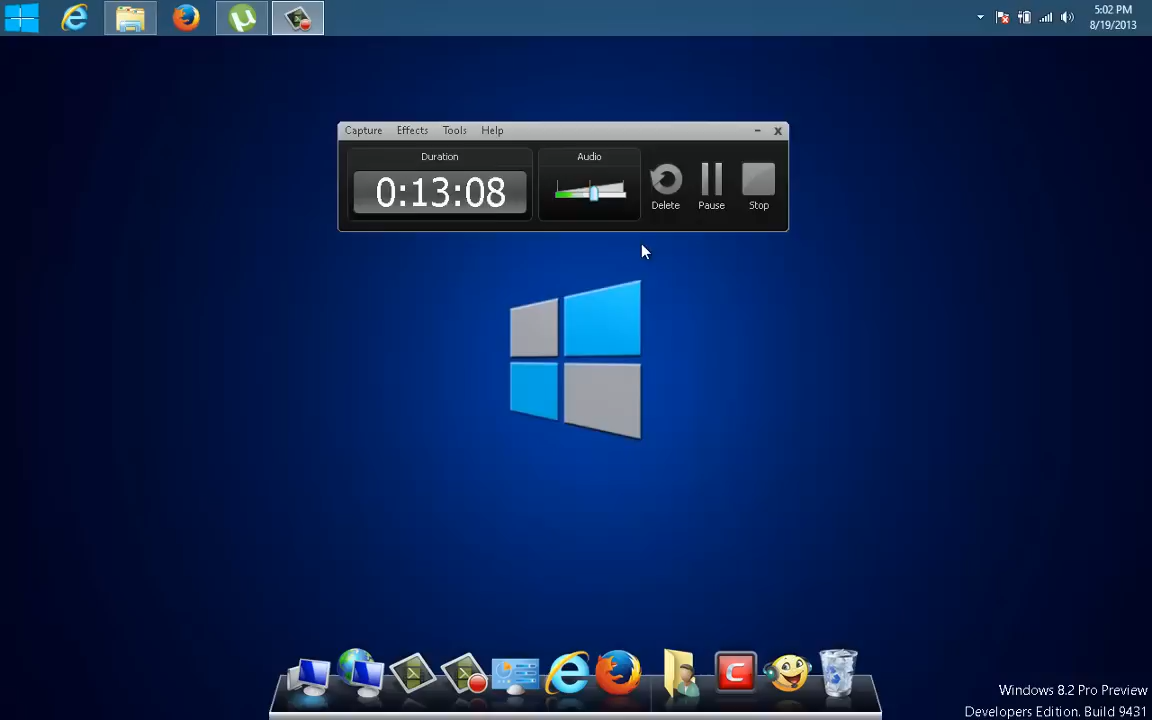 5:02 PM
8/19/2013
Capture Effects Tools Help
Duration
Audio
0:13:08
Delete
Pause
Stop
Windows 8.2 Pro Preview
Developers Edition. Build 9431